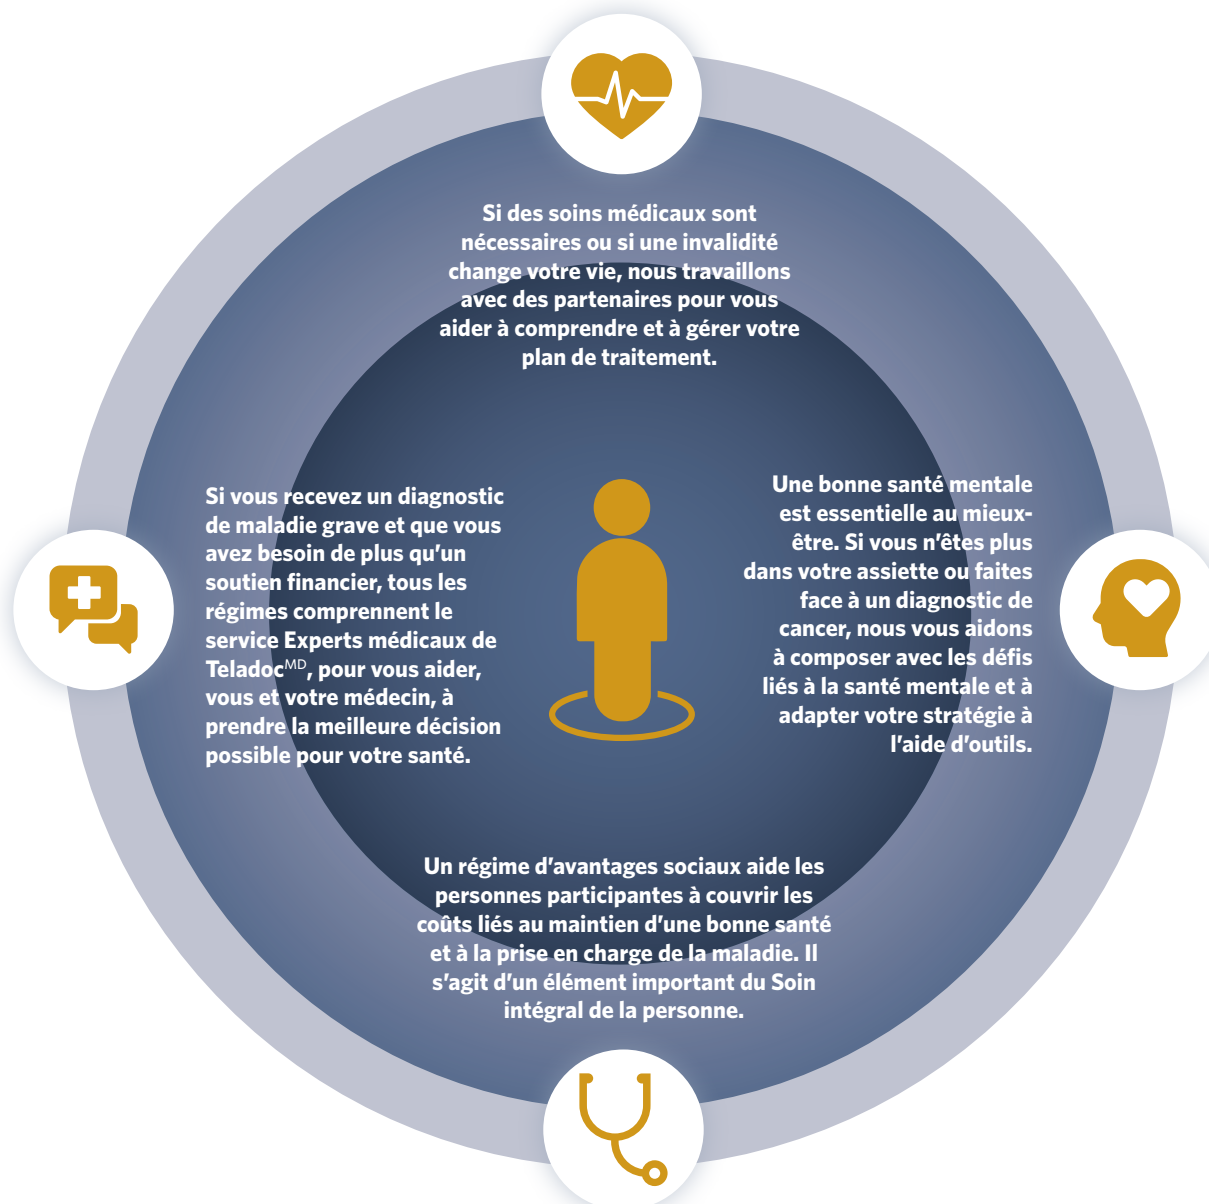 Si des soins médicaux sont
nécessaires ou si une invalidité
change votre vie, nous travaillons
avec des partenaires pour vous
aider à comprendre et à gérer votre
plan de traitement.
Si vous recevez un diagnostic
de maladie grave et que vous
avez besoin de plus qu’un
soutien financier, tous les
régimes comprennent le
service Experts médicaux de
Teladocᴹᴰ, pour vous aider,
vous et votre médecin, à
prendre la meilleure décision
possible pour votre santé.
Une bonne santé mentale
est essentielle au mieux-
être. Si vous n’êtes plus
dans votre assiette ou faites
face à un diagnostic de
cancer, nous vous aidons
à composer avec les défis
liés à la santé mentale et à
adapter votre stratégie à
l’aide d’outils.
Un régime d’avantages sociaux aide les
personnes participantes à couvrir les
coûts liés au maintien d’une bonne santé
et à la prise en charge de la maladie. Il
s’agit d’un élément important du Soin
intégral de la personne.